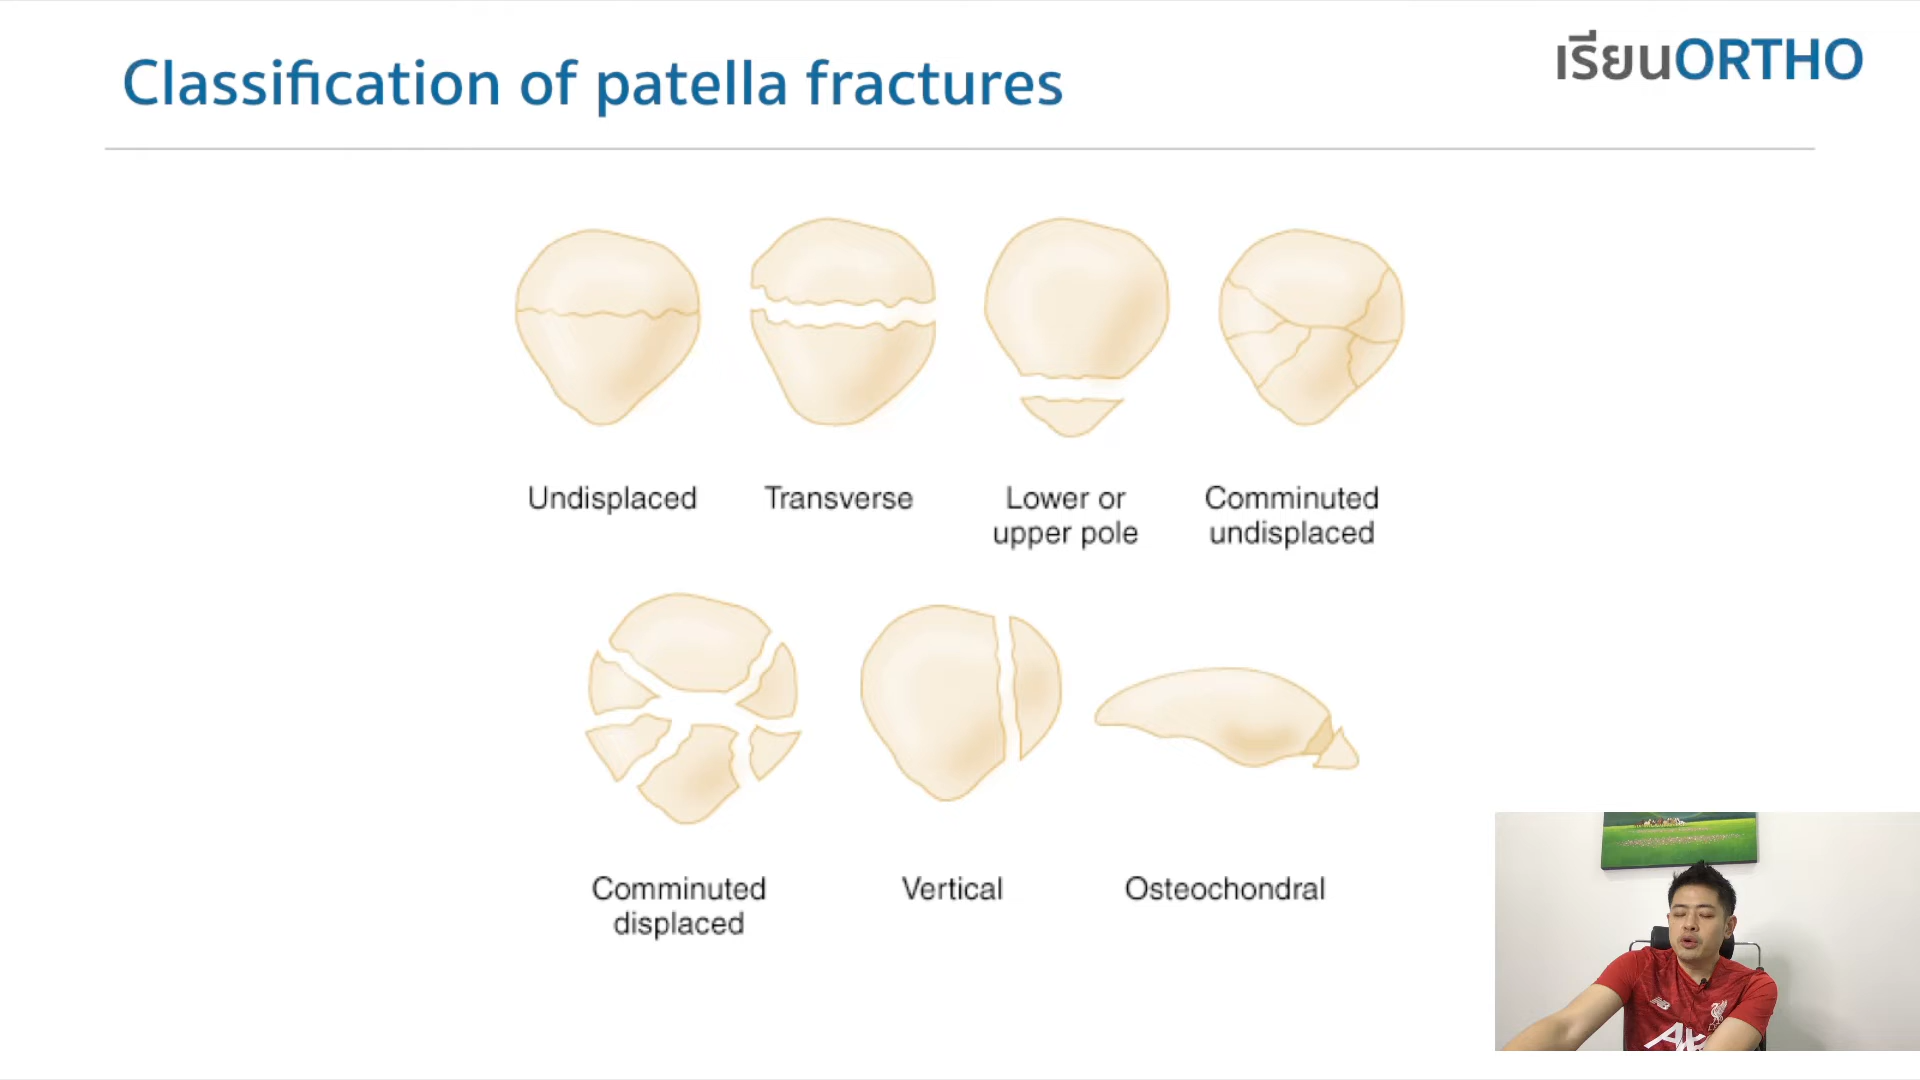 Classification of patella fractures
เรียนORTHO
Undisplaced
Transverse
Lower or
upper pole
Comminuted
undisplaced
Comminuted
displaced
Vertical
Osteochondral
NB